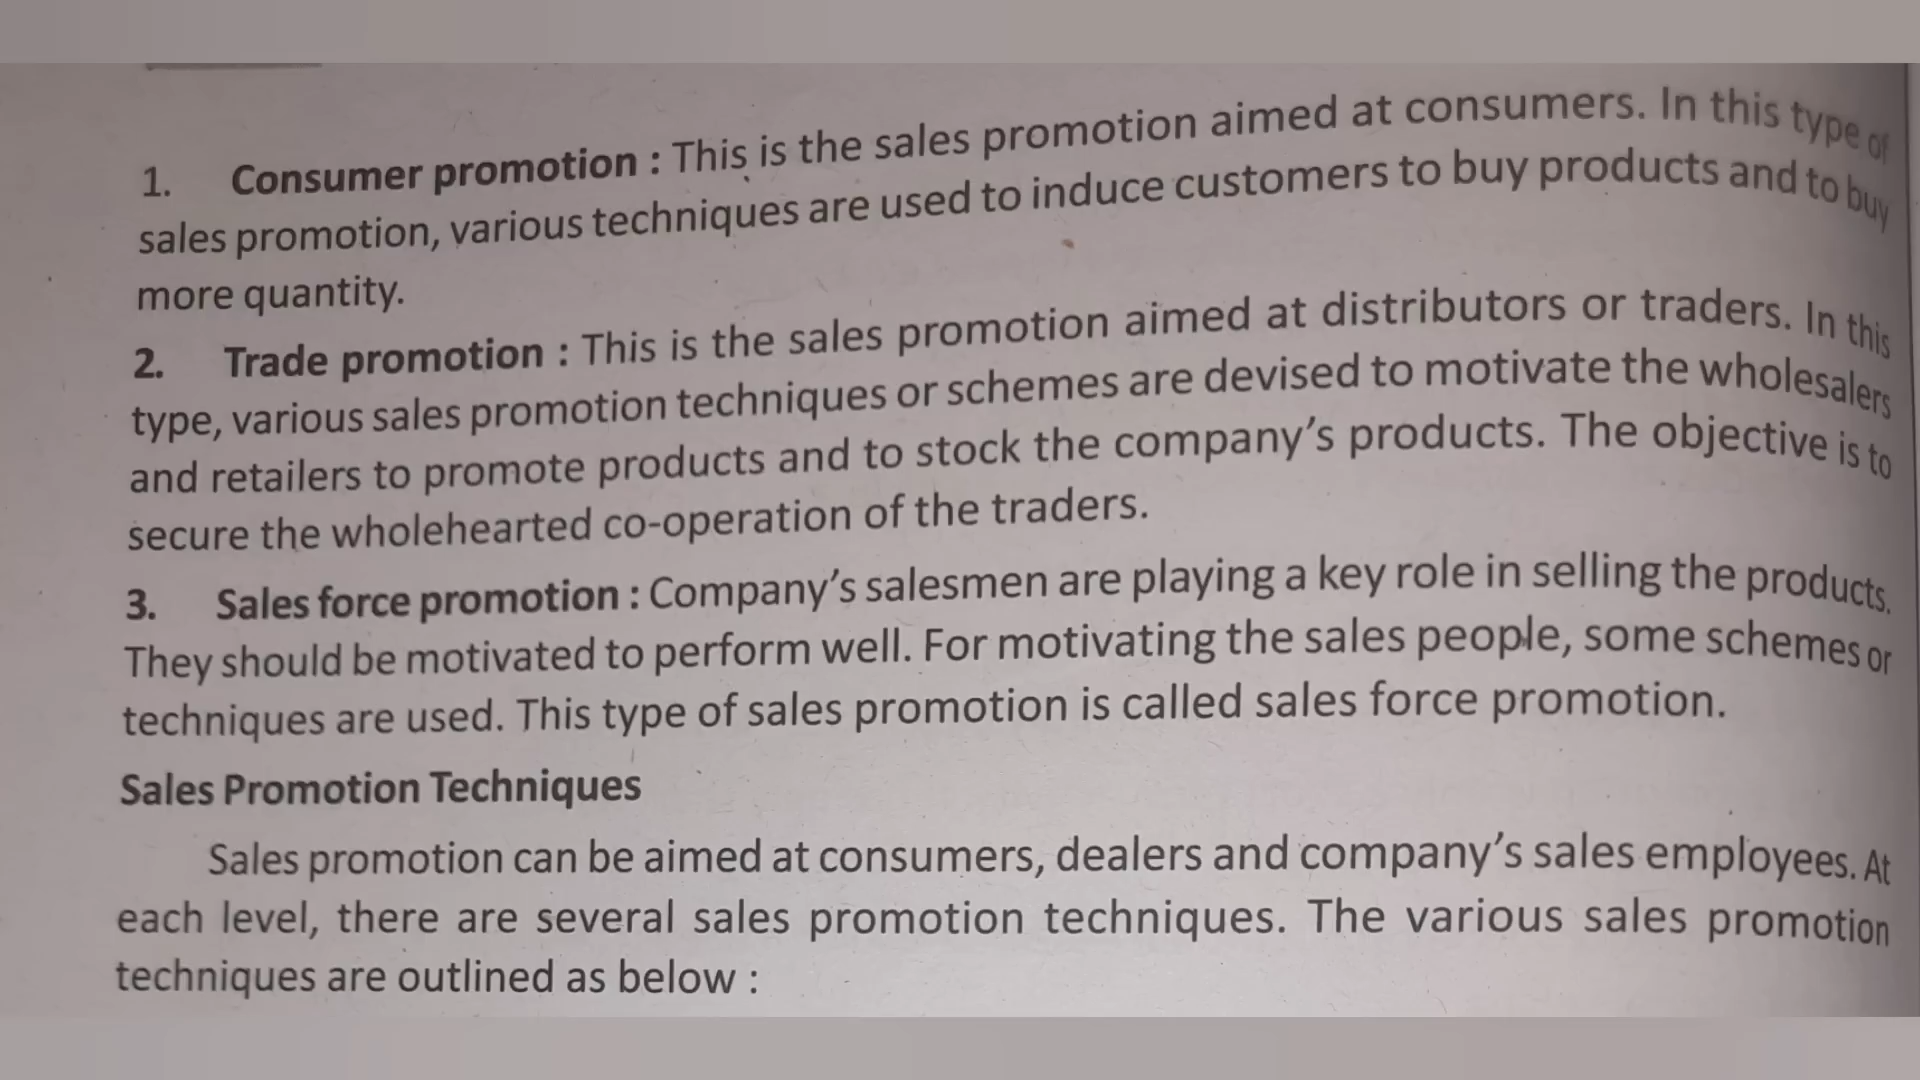 1. Consumer promotion : This is the sales promotion aimed at consumers. In this type of
sales promotion, various techniques are used to induce customers to buy products and to buy
more quantity.
2. Trade promotion : This is the sales promotion aimed at distributors or traders. In this
type, various sales promotion techniques or schemes are devised to motivate the wholesalers
and retailers to promote products and to stock the company's products. The objective is to
secure the wholehearted co-operation of the traders.
3. Sales force promotion : Company's salesmen are playing a key role in selling the products.
They should be motivated to perform well. For motivating the sales people, some schemes or
techniques are used. This type of sales promotion is called sales force promotion.
Sales Promotion Techniques
Sales promotion can be aimed at consumers, dealers and company's sales employees. At
each level, there are several sales promotion techniques. The various sales promotion
techniques are outlined as below :